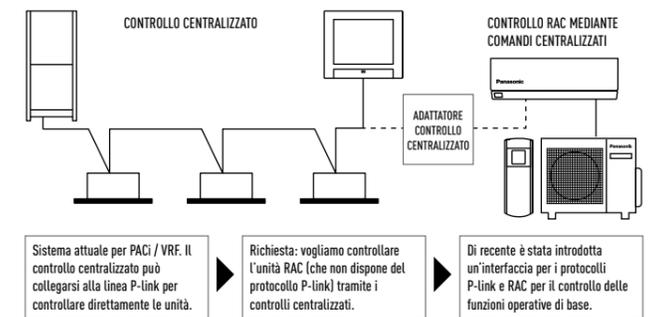 CONTROLLO CENTRALIZZATO
CONTROLLO RAC MEDIANTE
COMANDI CENTRALIZZATI
Panasonic
ADATTATORE
CONTROLLO
CENTRALIZZATO
Panasonic
Sistema attuale per PACi / VRF. Il
controllo centralizzato può
collegarsi alla linea P-link per
controllare direttamente le unità.
Richiesta: vogliamo controllare
l'unità RAC (che non dispone del
protocollo P-link) tramite i
controlli centralizzati.
Di recente è stata introdotta
un'interfaccia per i protocolli
P-link e RAC per il controllo delle
funzioni operative di base.